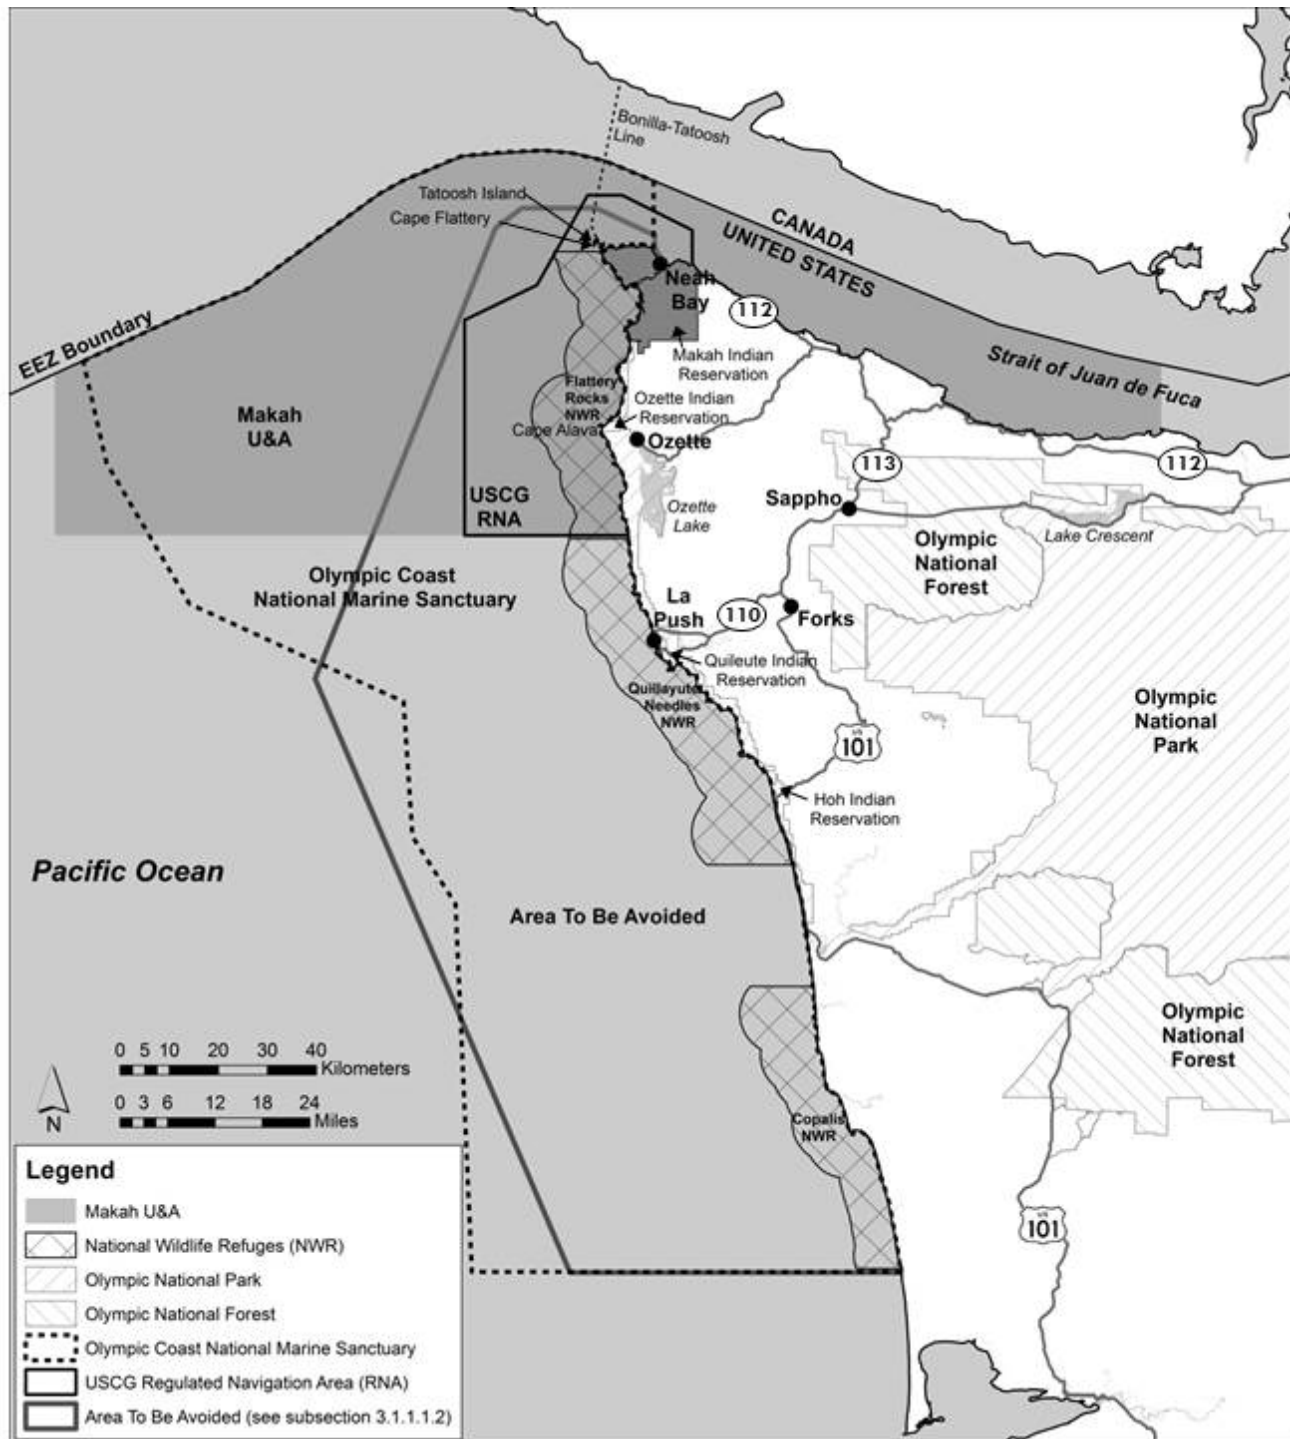 Bonilla-Tatoosh
Line
Tatoosh Island
Cape Flattery
CANADA
UNITED STATES
Neah
Bay
112
EEZ Boundary
Strait of Juan de Fuca
Makah Indian
Reservation
Makah
U&A
Flattery
Rocks
NWR
Ozette Indian
Reservation
Cape Alava
Ozette
113
112
USCG
RNA
Sappho
Ozette
Lake
Lake Crescent
Olympic
National
Forest
Olympic Coast
National Marine Sanctuary
La
Push
110
Forks
Quileute Indian
Reservation
Quillayute
Needles
NWR
Olympic
National
Park
US
101
Hoh Indian
Reservation
Pacific Ocean
Area To Be Avoided
Olympic
National
Forest
0 5 10 20 30 40
Kilometers
0 3 6 12 18 24
Miles
N
Copalis
NWR
US
101
Legend
Makah U&A
National Wildlife Refuges (NWR)
Olympic National Park
Olympic National Forest
Olympic Coast National Marine Sanctuary
USCG Regulated Navigation Area (RNA)
Area To Be Avoided (see subsection 3.1.1.1.2)